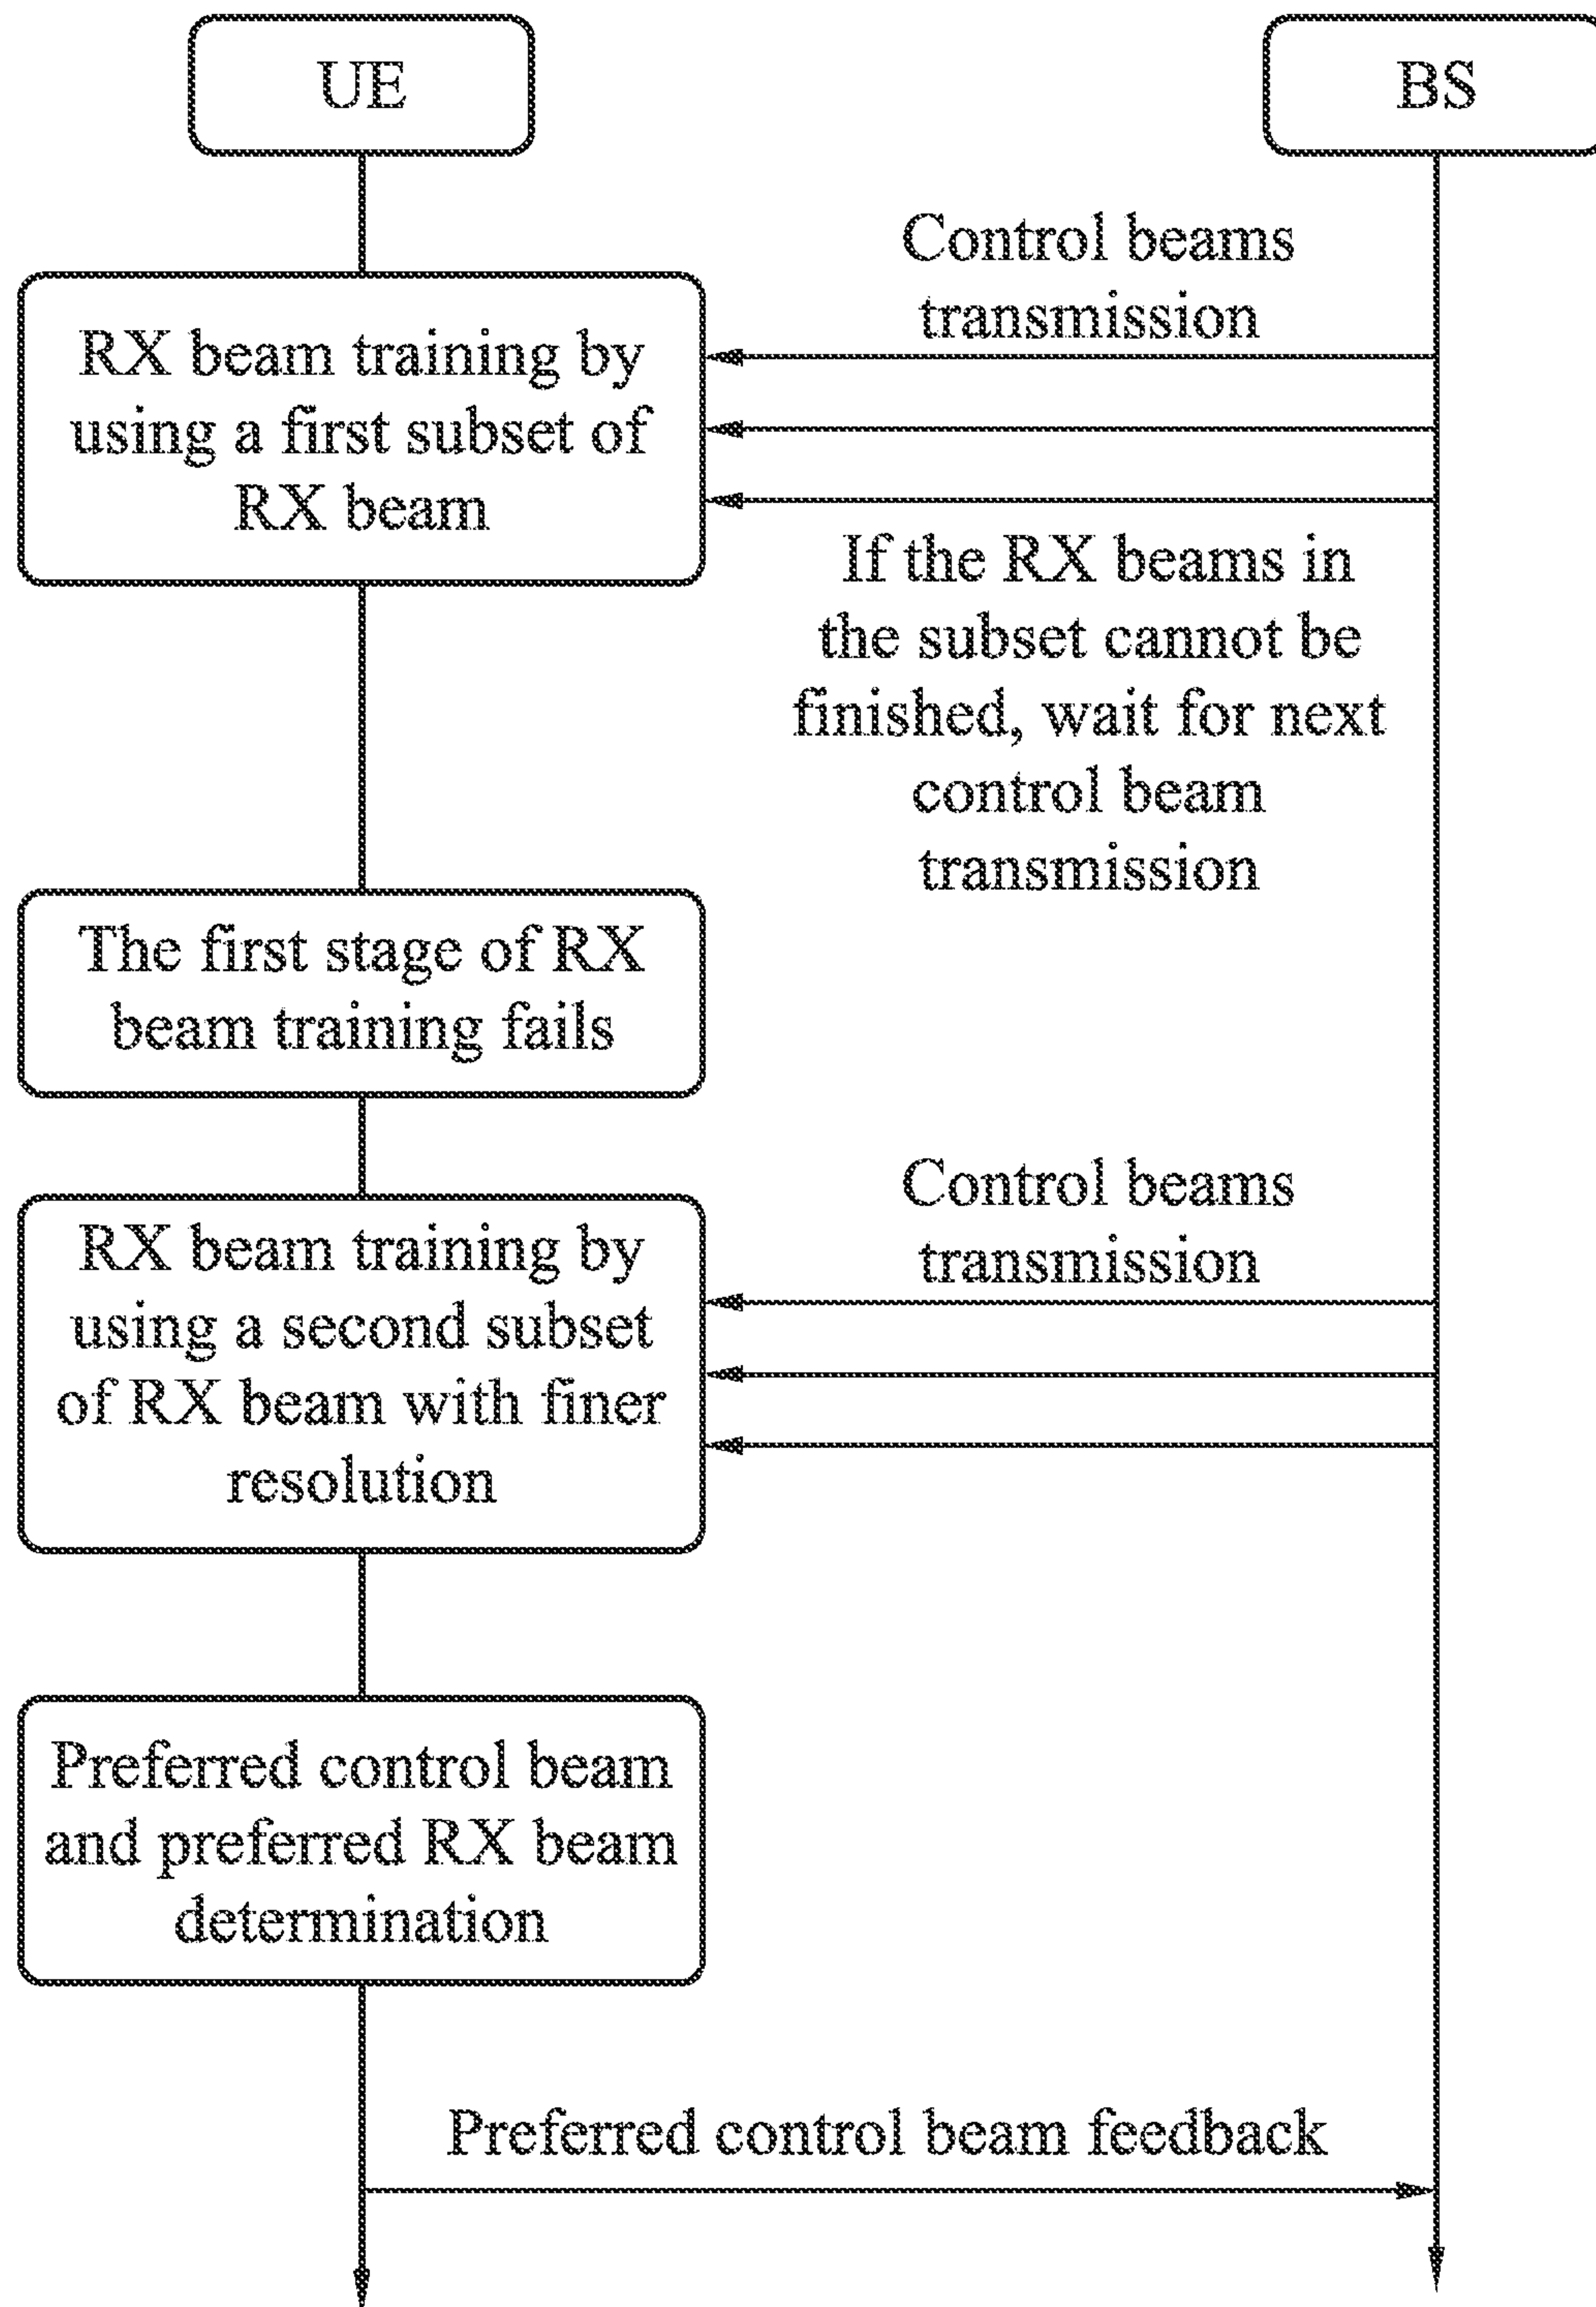 UE
BS
Control beams
transmission
RX beam training by
using a first subset of
RX beam
If the RX beams in
the subset cannot be
finished, wait for next
control beam
transmission
The first stage of RX
beam training fails
Control beams
transmission
RX beam training by
using a second subset
of RX beam with finer
resolution
Preferred control beam
and preferred RX beam
determination
Preferred control beam feedback